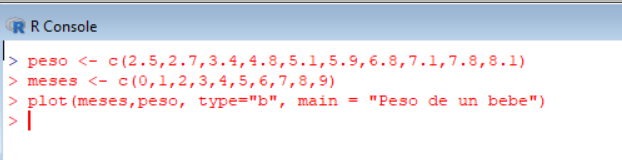 R Console
> peso <- c(2.5,2.7,3.4,4.8,5.1,5.9,6.8,7.1,7.8,8.1)
> meses <- c(0,1,2,3,4,5,6,7,8,9)
> plot(meses,peso, type="b", main = "Peso de un bebe")
>